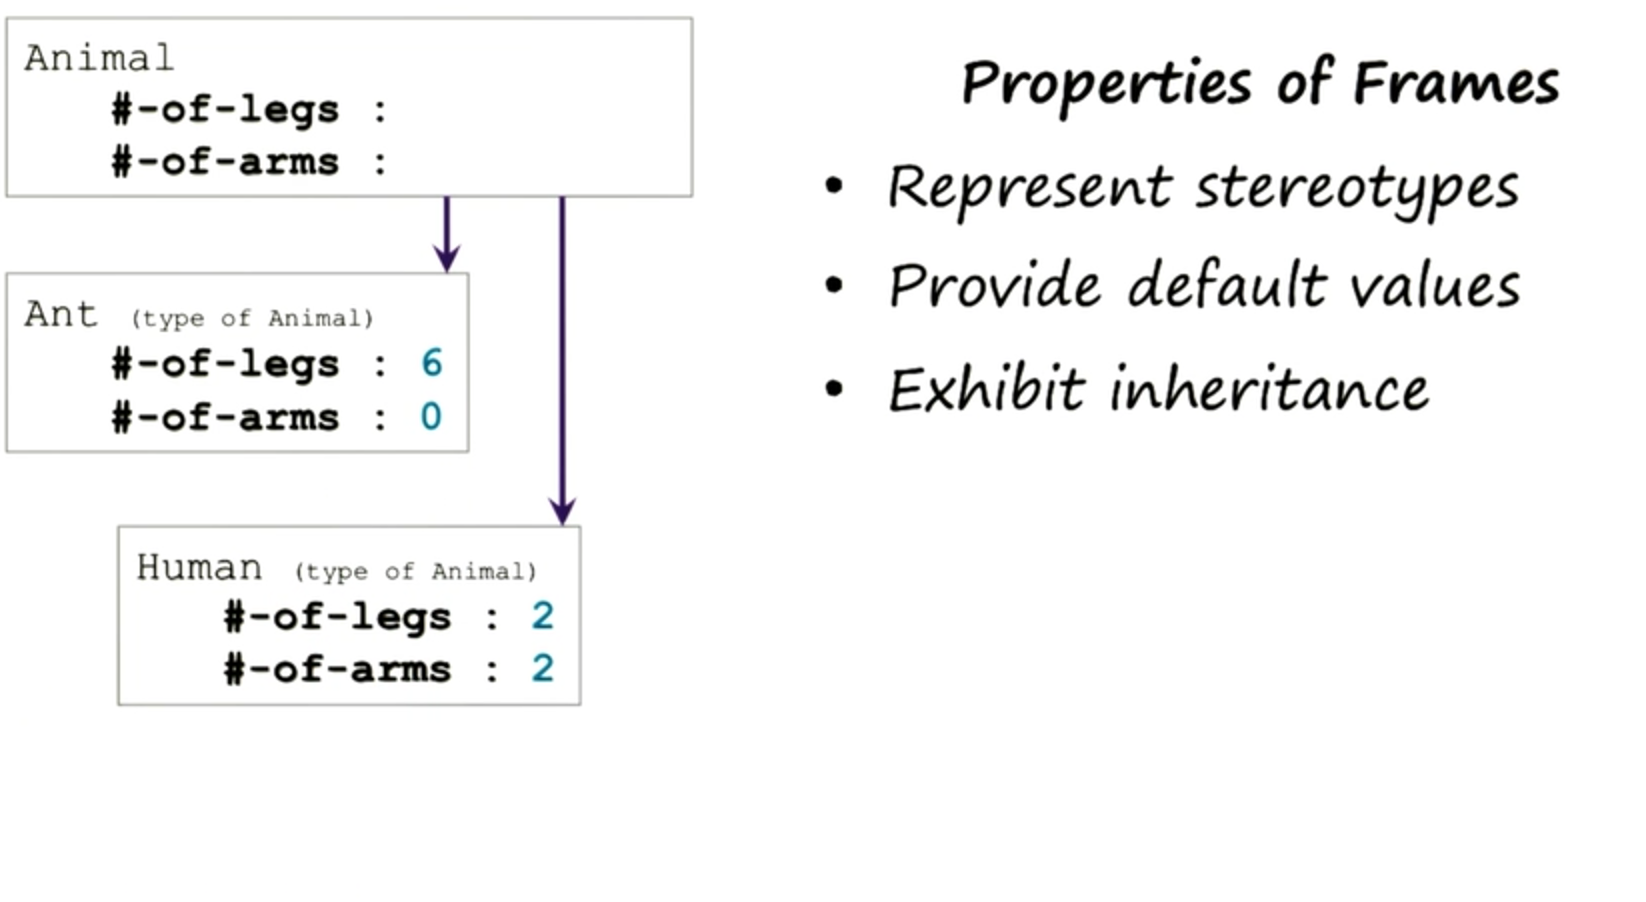 Animal
#-of-legs :
#-of-arms :
Ant (type of Animal)
#-of-legs : 6
#-of-arms : 0
Human (type of Animal)
#-of-legs : 2
#-of-arms : 2
Properties of Frames
• Represent stereotypes
• Provide default values
• Exhibit inheritance